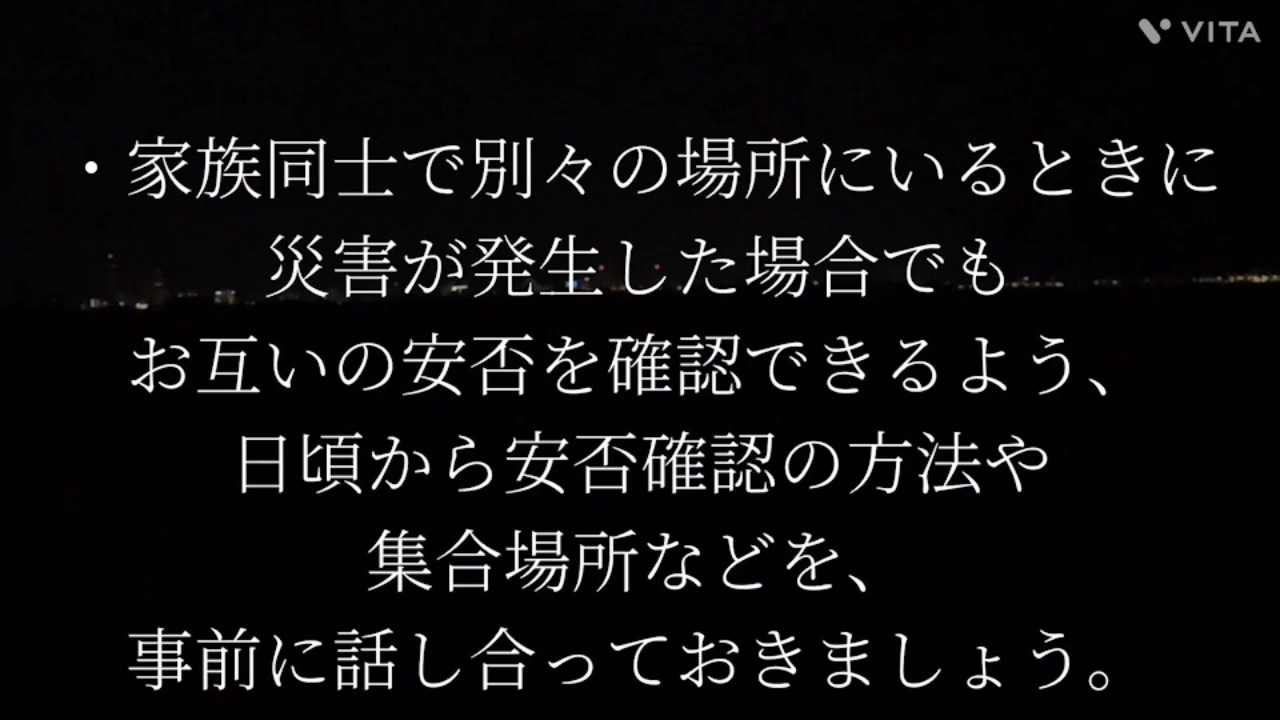 VITA
・家族同士で別々の場所にいるときに
災害が発生した場合でも
お互いの安否を確認できるよう、
日頃から安否確認の方法や
集合場所などを、
事前に話し合っておきましょう。